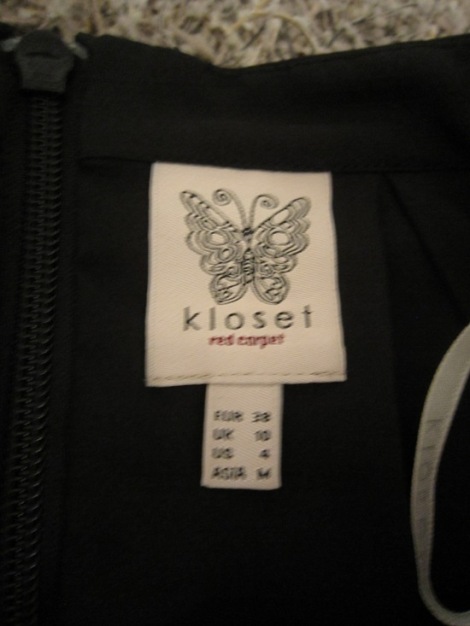 kloset
red carpet
EUR 38
UK 10
US 4
ASIA M